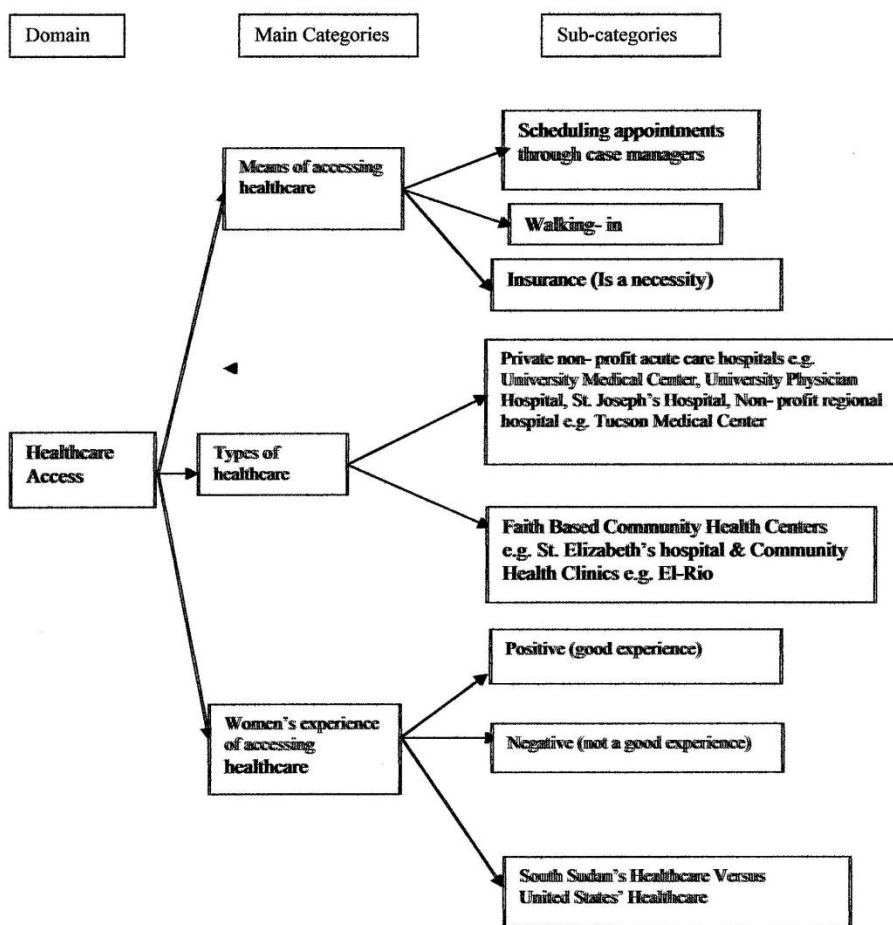 Domain
Main Categories
Sub-categories
Healthcare
Access
Means of accessing
healthcare
Scheduling appointments
through case managers
Walking- in
Insurance (Is a necessity)
Types of
healthcare
Private non- profit acute care hospitals e.g.
University Medical Center, University Physician
Hospital, St. Joseph's Hospital, Non- profit regional
hospital e.g. Tucson Medical Center
Faith Based Community Health Centers
e.g. St. Elizabeth's hospital & Community
Health Clinics e.g. El-Rio
Women's experience
of accessing
healthcare
Positive (good experience)
Negative (not a good experience)
South Sudan's Healthcare Versus
United States' Healthcare